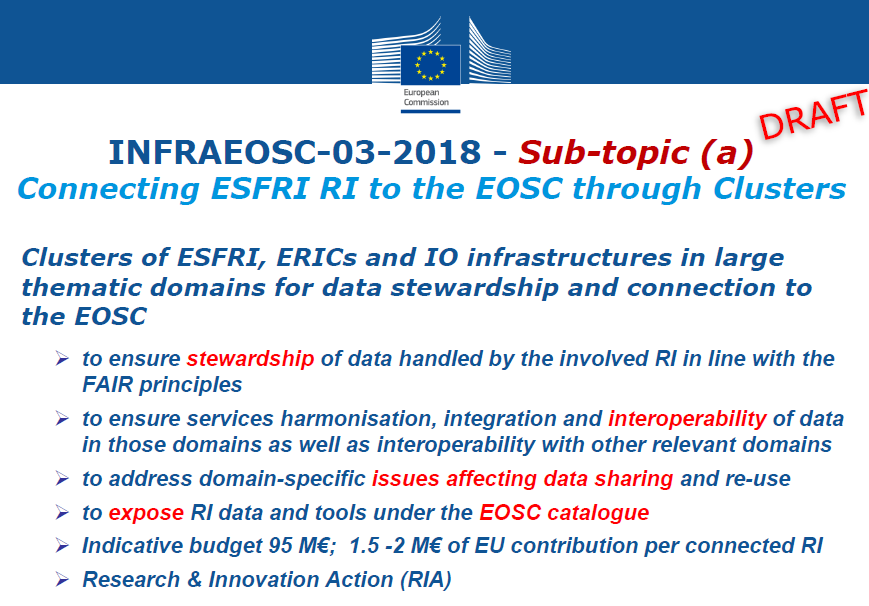 European
Commission
DRAFT
INFRAEOSC-03-2018 - Sub-topic (a)
Connecting ESFRI RI to the EOSC through Clusters
Clusters of ESFRI, ERICs and IO infrastructures in large
thematic domains for data stewardship and connection to
the EOSC
➢ to ensure stewardship of data handled by the involved RI in line with the
FAIR principles
➢ to ensure services harmonisation, integration and interoperability of data
in those domains as well as interoperability with other relevant domains
➢ to address domain-specific issues affecting data sharing and re-use
➢ to expose RI data and tools under the EOSC catalogue
➢ Indicative budget 95 M€; 1.5 -2 M€ of EU contribution per connected RI
➢ Research & Innovation Action (RIA)